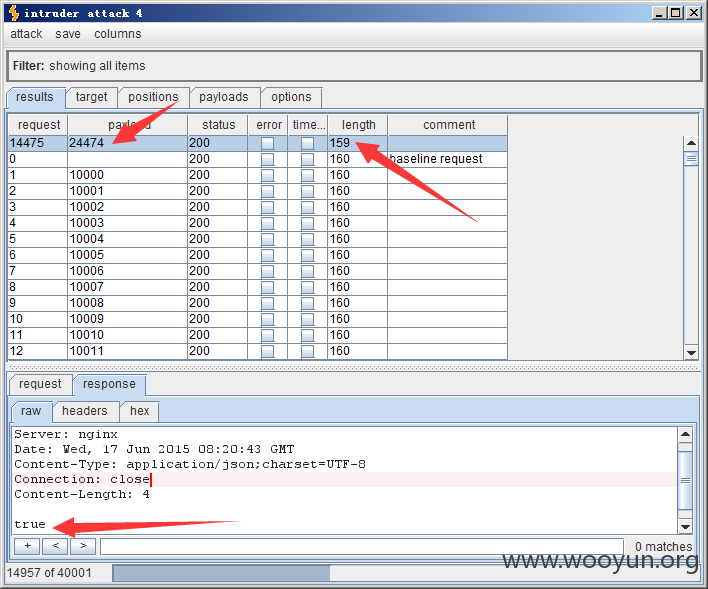 intruder attack 4
attack save columns
Filter: showing all items
results target positions payloads options
request payload status error time... length comment
14475 24474 200 159
0 200 160 baseline request
1 10000 200 160
2 10001 200 160
3 10002 200 160
4 10003 200 160
5 10004 200 160
6 10005 200 160
7 10006 200 160
8 10007 200 160
9 10008 200 160
10 10009 200 160
11 10010 200 160
12 10011 200 160
request response
raw headers hex
Server: nginx
Date: Wed, 17 Jun 2015 08:20:43 GMT
Content-Type: application/json;charset=UTF-8
Connection: close
Content-Length: 4
true
+ < > 0 matches
www.wooyun.org
14957 of 40001